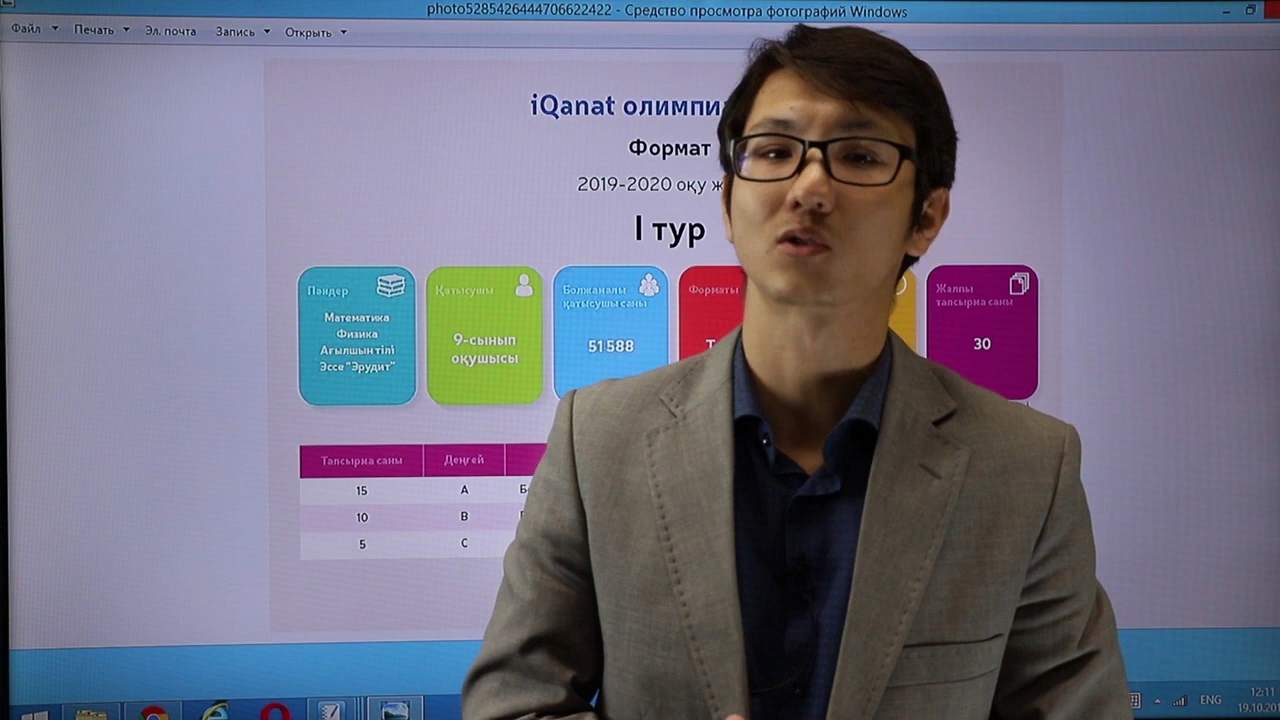 photo5285426444706622422 - Средство просмотра фотографий Windows
Файл Печать Эл. почта Запись Открыть
iQanat
Формат
2019-2020 оқу
I тур
Пәндер
Математика
Физика
Ағылшын тілі
Эссе "Эрудит"
Қатысушы
9-сынып
оқушысы
Болжаналы
қатысушы саны
51 588
Форматы
Жалпы
тапсырма саны
30
Тапсырма саны Деңгей
15 A
10 B
5 C
ENG
12:11